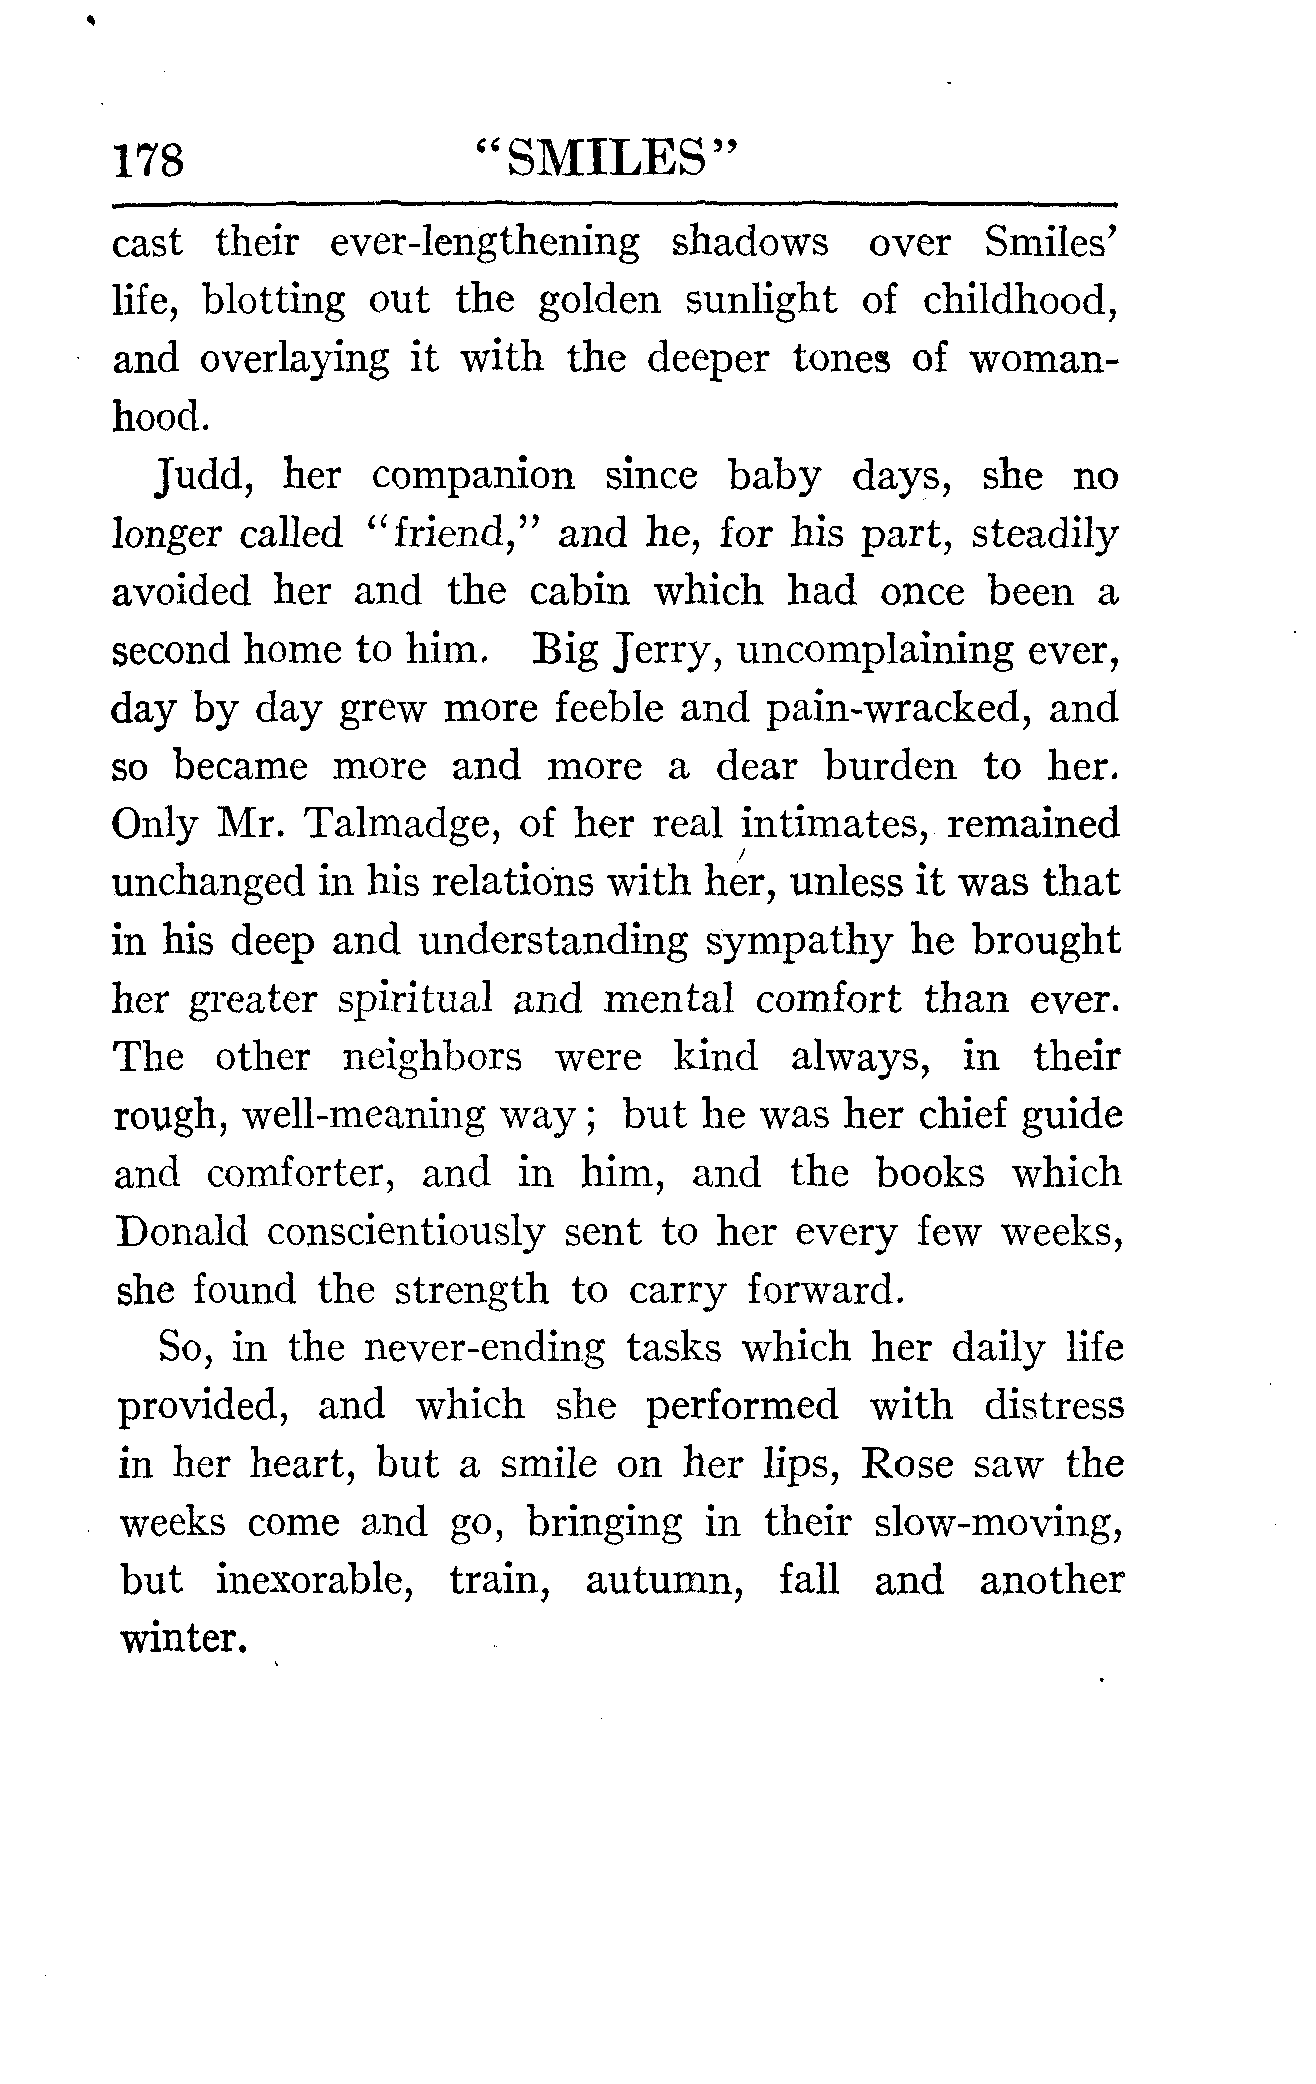 178 "SMILES"
cast their ever-lengthening shadows over Smiles'
life, blotting out the golden sunlight of childhood,
and overlaying it with the deeper tones of woman-
hood.
Judd, her companion since baby days, she no
longer called "friend," and he, for his part, steadily
avoided her and the cabin which had once been a
second home to him. Big Jerry, uncomplaining ever,
day by day grew more feeble and pain-wracked, and
so became more and more a dear burden to her.
Only Mr. Talmadge, of her real intimates, remained
unchanged in his relations with her, unless it was that
in his deep and understanding sympathy he brought
her greater spiritual and mental comfort than ever.
The other neighbors were kind always, in their
rough, well-meaning way; but he was her chief guide
and comforter, and in him, and the books which
Donald conscientiously sent to her every few weeks,
she found the strength to carry forward.
So, in the never-ending tasks which her daily life
provided, and which she performed with distress
in her heart, but a smile on her lips, Rose saw the
weeks come and go, bringing in their slow-moving,
but inexorable, train, autumn, fall and another
winter.